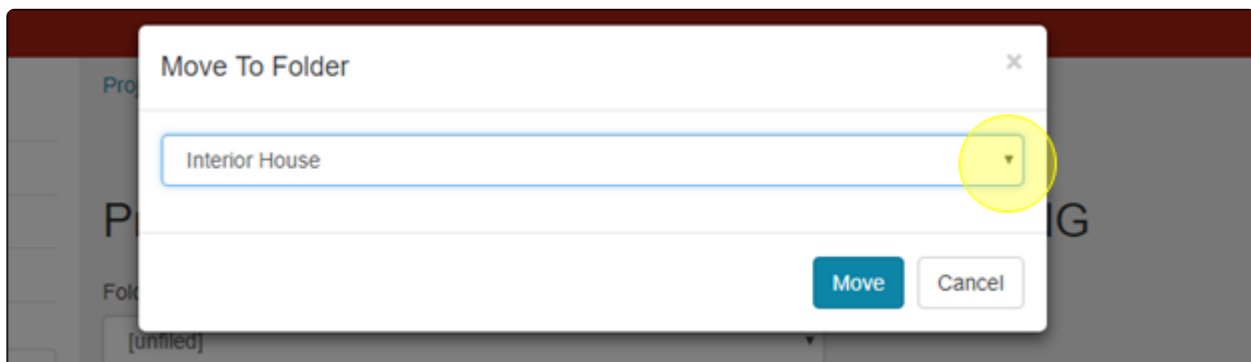 Move To Folder
×
Interior House
Move
Cancel
[unfiled]